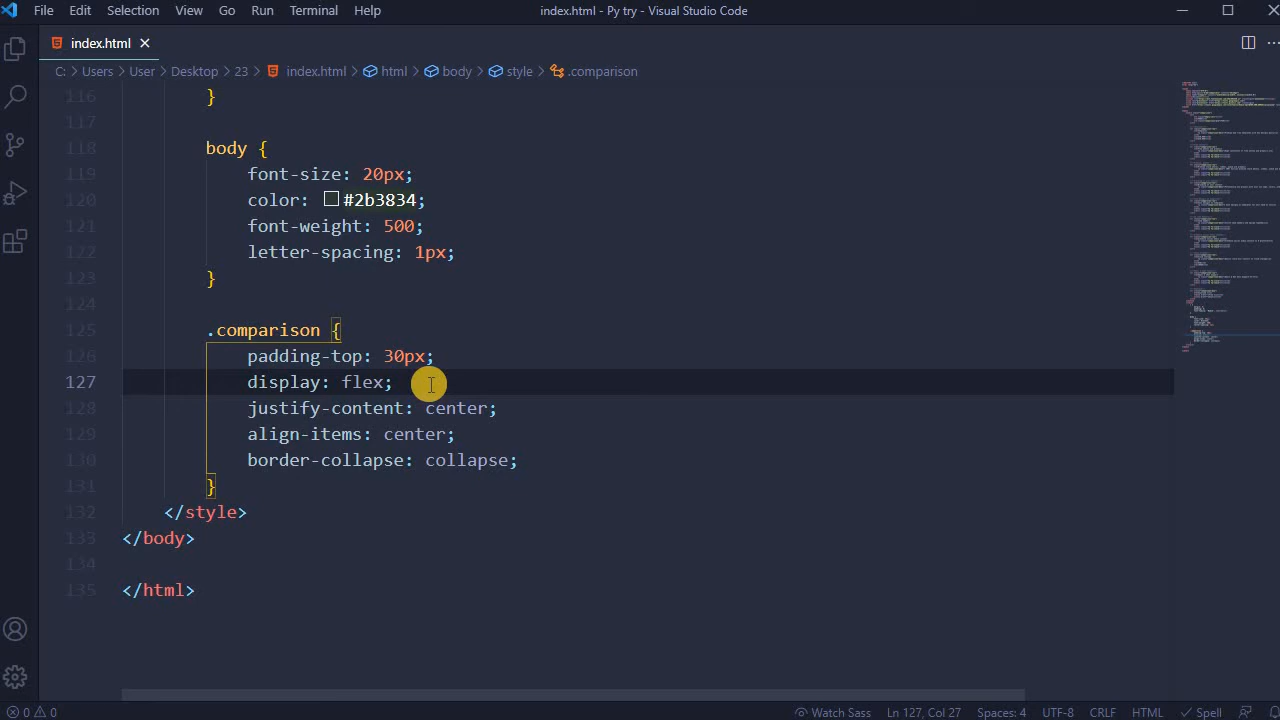 File Edit Selection View Go Run Terminal Help index.html - Py try - Visual Studio Code
index.html
C: Users User Desktop 23 index.html html body style .comparison
116 }
117
118 body {
119 font-size: 20px;
120 color: #2b3834;
121 font-weight: 500;
122 letter-spacing: 1px;
123 }
124
125 .comparison {
126 padding-top: 30px;
127 display: flex;
128 justify-content: center;
129 align-items: center;
130 border-collapse: collapse;
131 }
132 </style>
133 </body>
134
135 </html>
0 0 Watch Sass Ln 127, Col 27 Spaces: 4 UTF-8 CRLF HTML Spell